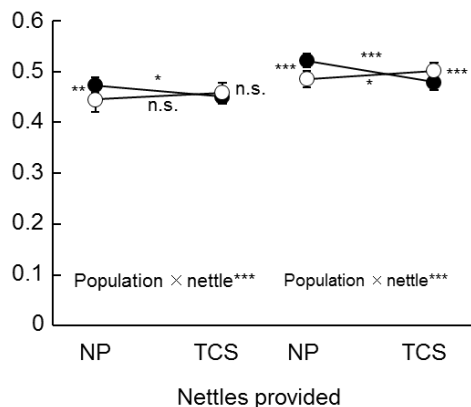 0.6
0.5
0.4
0.3
0.2
0.1
0
**
*
n.s.
n.s.
***
***
*
***
Population × nettle***
Population × nettle***
NP TCS NP TCS
Nettles provided